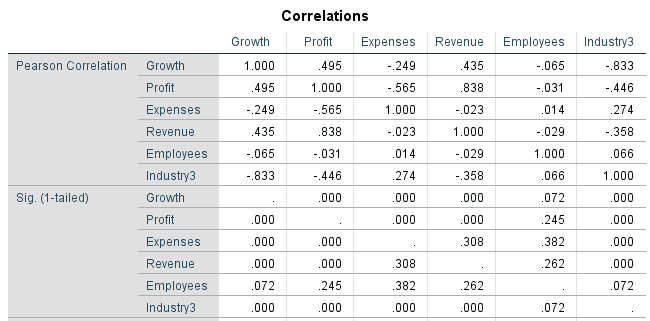 Correlations
Growth Profit Expenses Revenue Employees Industry3
Pearson Correlation Growth 1.000 .495 -.249 .435 -.065 -.833
Profit .495 1.000 -.565 .838 -.031 -.446
Expenses -.249 -.565 1.000 -.023 .014 .274
Revenue .435 .838 -.023 1.000 -.029 -.358
Employees -.065 -.031 .014 -.029 1.000 .066
Industry3 -.833 -.446 .274 -.358 .066 1.000
Sig. (1-tailed) Growth . .000 .000 .000 .072 .000
Profit .000 . .000 .000 .245 .000
Expenses .000 .000 . .308 .382 .000
Revenue .000 .000 .308 . .262 .000
Employees .072 .245 .382 .262 . .072
Industry3 .000 .000 .000 .000 .072 .